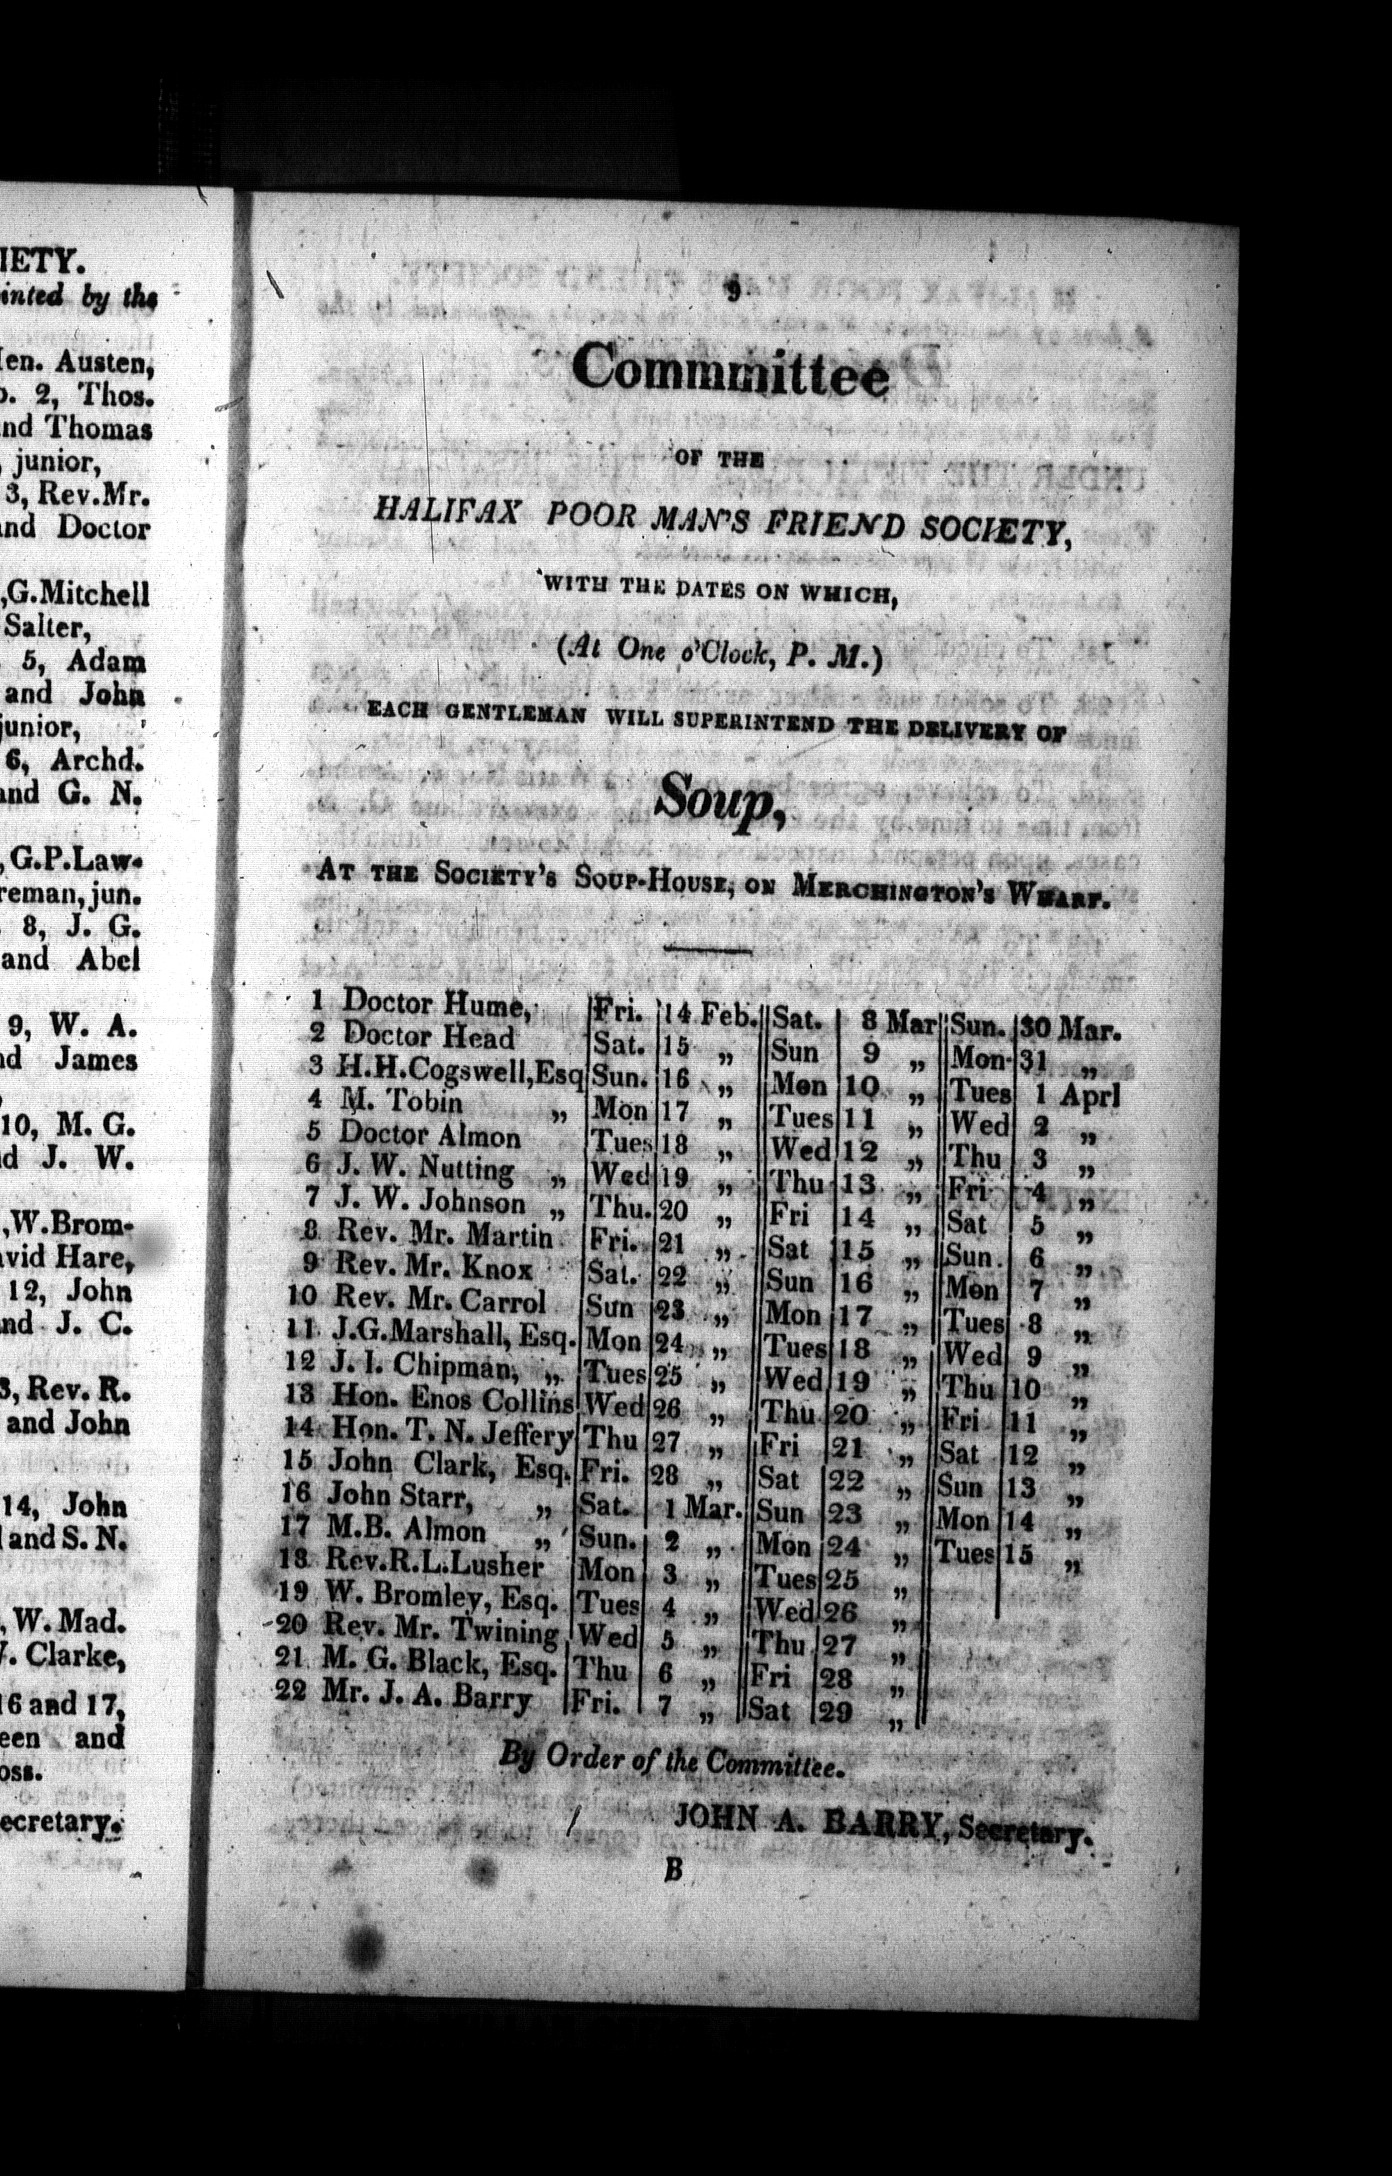 IETY.
inted by the
en. Austen,
o. 2, Thos.
nd Thomas
, junior,
3, Rev.Mr.
nd Doctor
,G.Mitchell
Salter,
5, Adam
and John
junior,
6, Archd.
and G. N.
, G.P.Law-
reman, jun.
8, J. G.
and Abel
9, W. A.
nd James
10, M. G.
d J. W.
,W.Brom-
avid Hare,
12, John
nd J. C.
3, Rev. R.
and John
14, John
and S. N.
, W. Mad.
. Clarke,
16 and 17,
een and
oss.
ecretary.
9
Commmittee
OF THE
HALIFAX POOR MAN'S FRIEND SOCIETY,
WITH THE DATES ON WHICH,
(At One o'Clock, P. M.)
EACH GENTLEMAN WILL SUPERINTEND THE DELIVERY OF
Soup,
AT THE SOCIETY'S SOUP-HOUSE, ON MERCHINGTON'S WHARF.
1 Doctor Hume, Fri. 14 Feb. Sat. 8 Mar Sun. 30 Mar.
2 Doctor Head Sat. 15 „ Sun 9 „ Mon- 31 „
3 H.H.Cogswell,Esq Sun. 16 „ Mon 10 „ Tues 1 Aprl
4 M. Tobin „ Mon 17 „ Tues 11 „ Wed 2 „
5 Doctor Almon Tues 18 „ Wed 12 „ Thu 3 „
6 J. W. Nutting „ Wed 19 „ Thu 13 „ Fri 4 „
7 J. W. Johnson „ Thu. 20 „ Fri 14 „ Sat 5 „
8 Rev. Mr. Martin Fri. 21 „ Sat 15 „ Sun. 6 „
9 Rev. Mr. Knox Sat. 22 „ Sun 16 „ Mon 7 „
10 Rev. Mr. Carrol Sun 23 „ Mon 17 „ Tues 8 „
11 J.G.Marshall, Esq. Mon 24 „ Tues 18 „ Wed 9 „
12 J. I. Chipman, „ Tues 25 „ Wed 19 „ Thu 10 „
13 Hon. Enos Collins Wed 26 „ Thu 20 „ Fri 11 „
14 Hon. T. N. Jeffery Thu 27 „ Fri 21 „ Sat 12 „
15 John Clark, Esq. Fri. 28 „ Sat 22 „ Sun 13 „
16 John Starr, „ Sat. 1 Mar. Sun 23 „ Mon 14 „
17 M.B. Almon „ Sun. 2 „ Mon 24 „ Tues 15 „
18 Rev.R.L.Lusher Mon 3 „ Tues 25 „
19 W. Bromley, Esq. Tues 4 „ Wed 26 „
20 Rev. Mr. Twining Wed 5 „ Thu 27 „
21 M. G. Black, Esq. Thu 6 „ Fri 28 „
22 Mr. J. A. Barry Fri. 7 „ Sat 29 „
By Order of the Committee.
JOHN A. BARRY, Secretary.
B